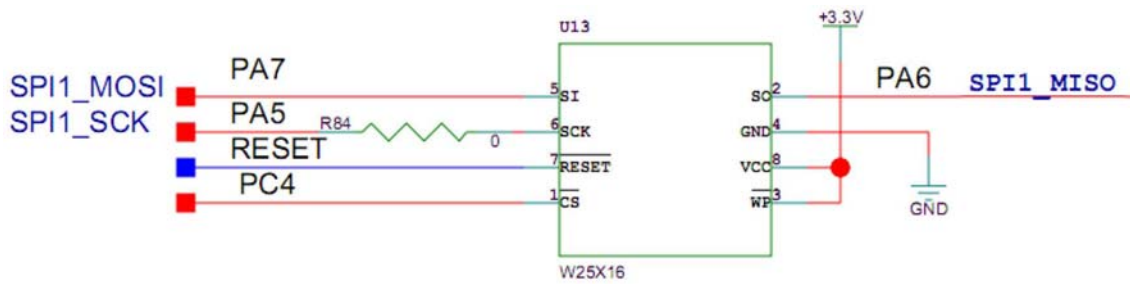 U13
+3.3V
SPI1_MOSI
PA7
5
SI
SO
2
PA6
SPI1_MISO
SPI1_SCK
PA5
R84
0
6
SCK
GND
4
RESET
7
RESET
VCC
8
PC4
1
CS
WP
3
GND
W25X16